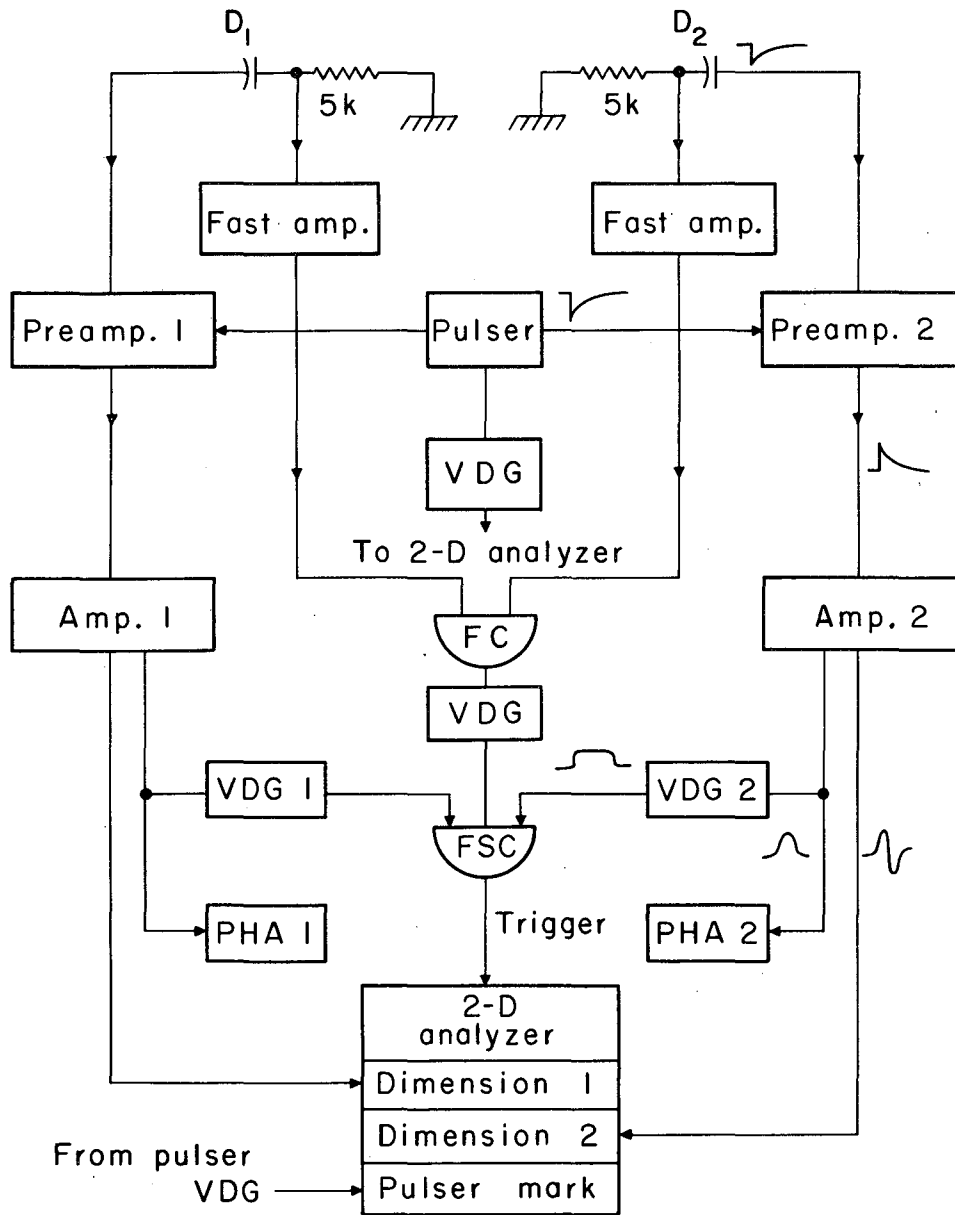 D1
D2
5k
5k
Fast amp.
Fast amp.
Preamp. 1
Pulser
Preamp. 2
VDG
To 2-D analyzer
Amp. 1
FC
Amp. 2
VDG
VDG 1
VDG 2
FSC
PHA 1
Trigger
PHA 2
2-D
analyzer
Dimension 1
Dimension 2
From pulser
VDG
Pulser mark